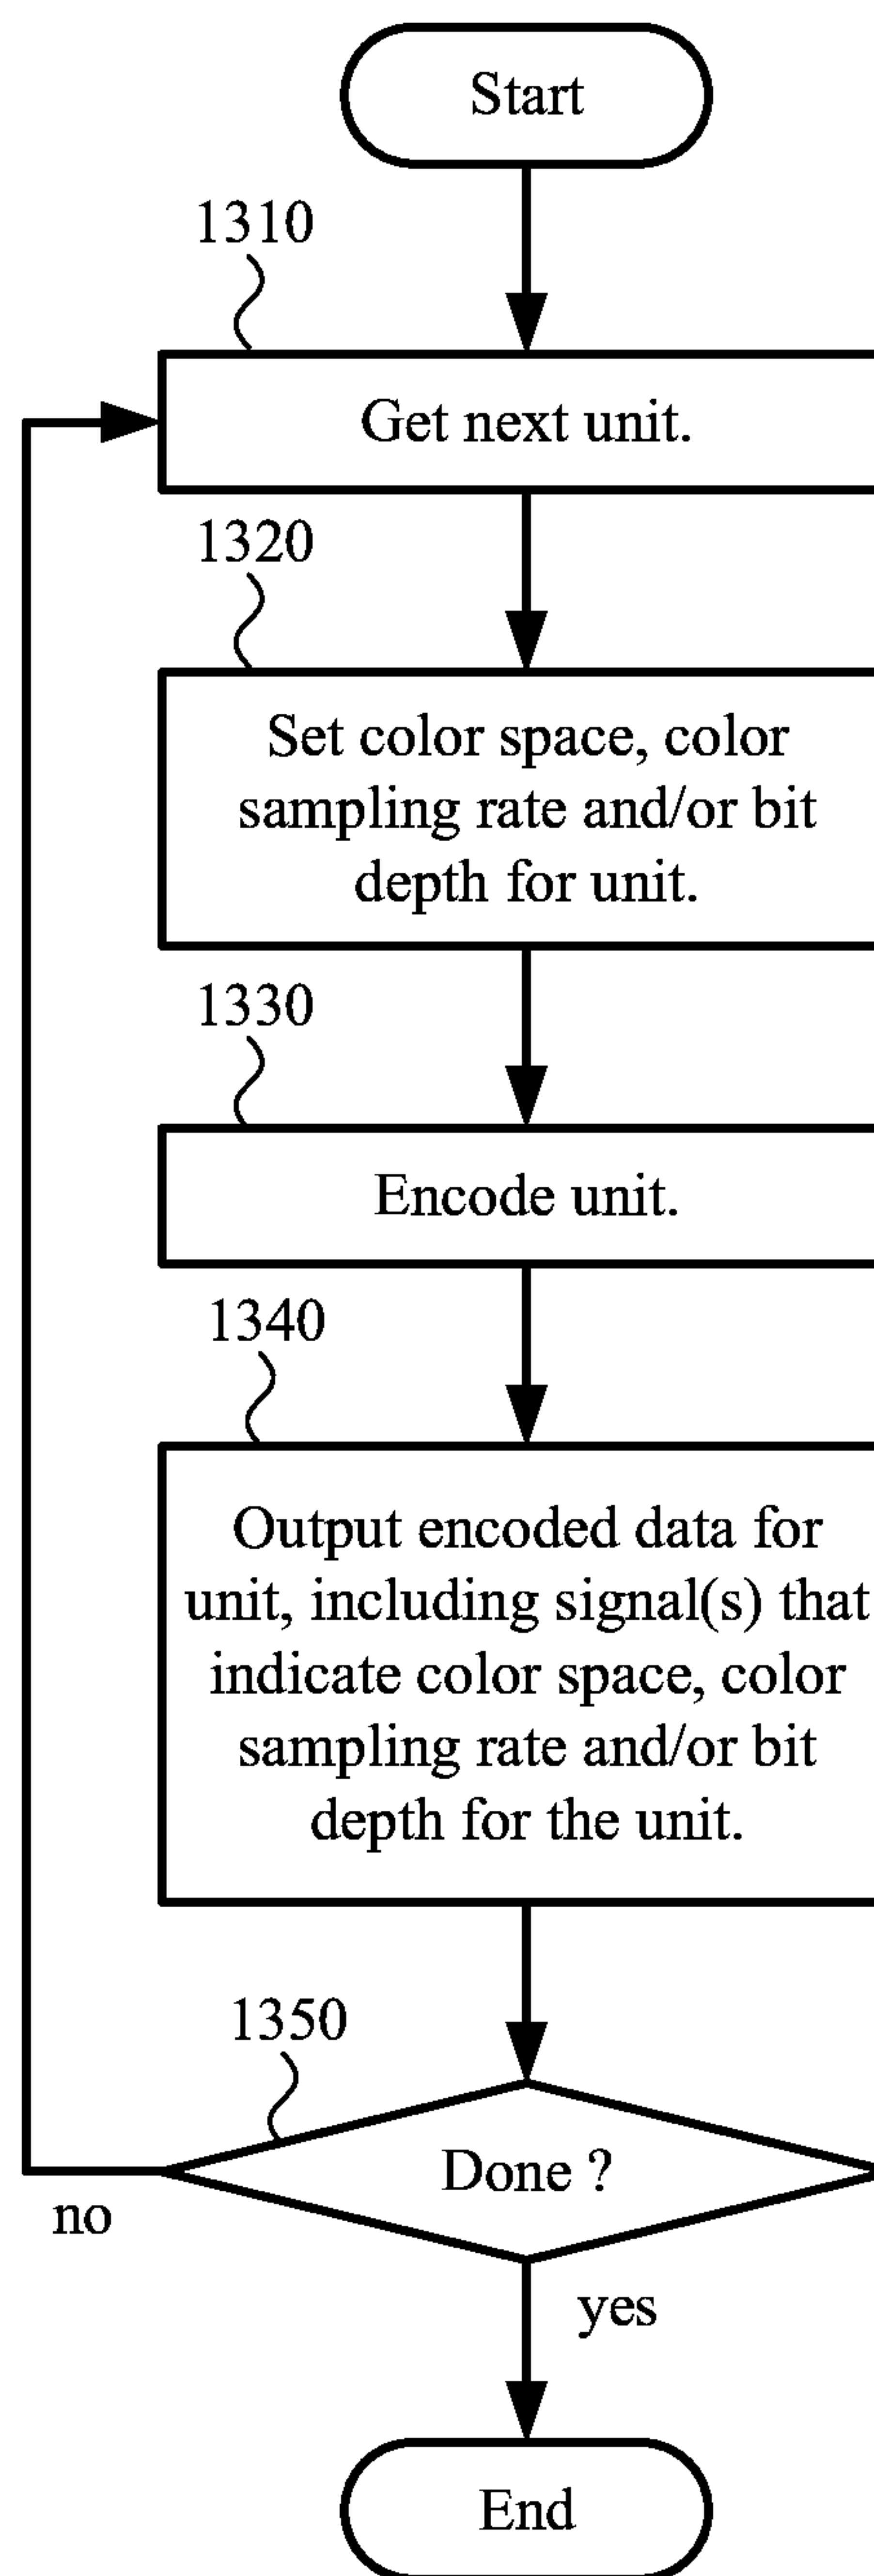 Start
1310
Get next unit.
1320
Set color space, color
sampling rate and/or bit
depth for unit.
1330
Encode unit.
1340
Output encoded data for
unit, including signal(s) that
indicate color space, color
sampling rate and/or bit
depth for the unit.
1350
Done ?
no
yes
End